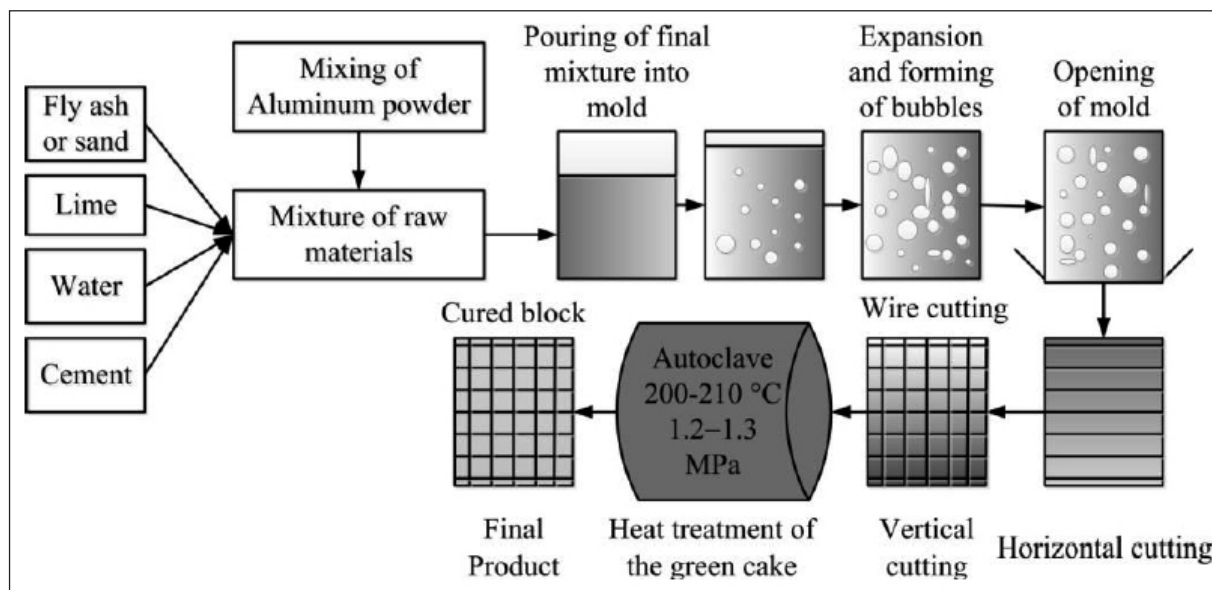 Fly ash
or sand
Lime
Water
Cement
Mixing of
Aluminum powder
Mixture of raw
materials
Pouring of final
mixture into
mold
Expansion
and forming
of bubbles
Opening
of mold
Horizontal cutting
Wire cutting
Vertical
cutting
Autoclave
200-210 °C
1.2–1.3
MPa
Heat treatment of
the green cake
Cured block
Final
Product